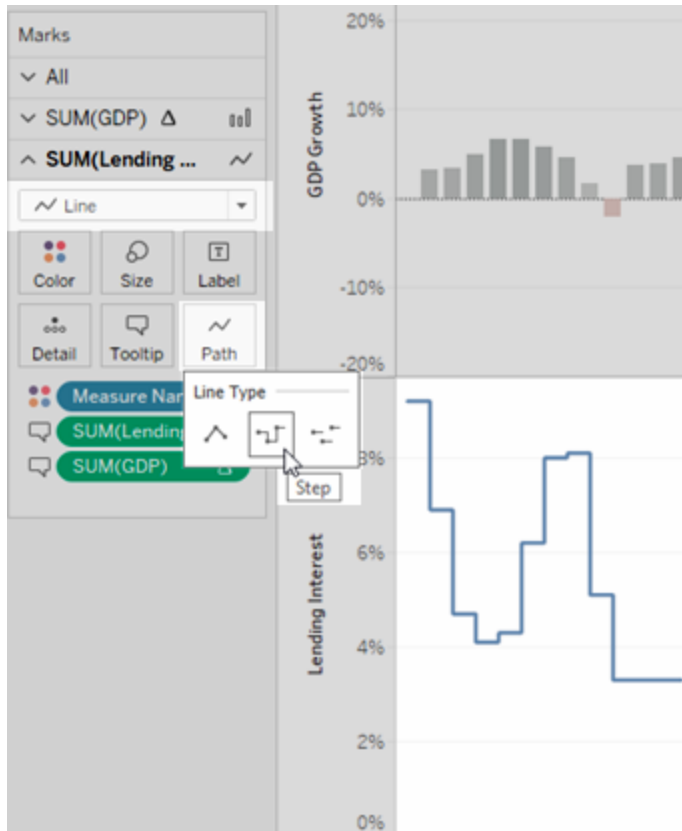 Marks
All
SUM(GDP) Δ
SUM(Lending ...
Line
Color
Size
Label
Detail
Tooltip
Path
Line Type
Measure Nar
SUM(Lending
SUM(GDP)
Step
GDP Growth
20%
10%
0%
-10%
-20%
Lending Interest
8%
6%
4%
2%
0%